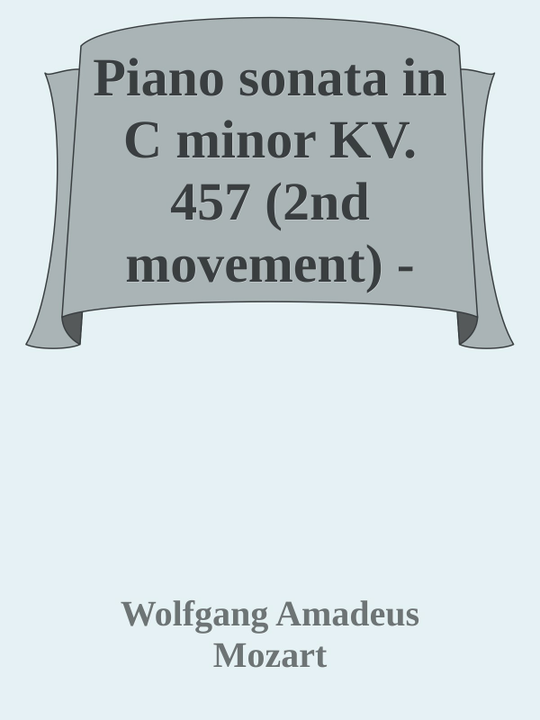 Piano sonata in
C minor KV.
457 (2nd
movement) -
Wolfgang Amadeus
Mozart